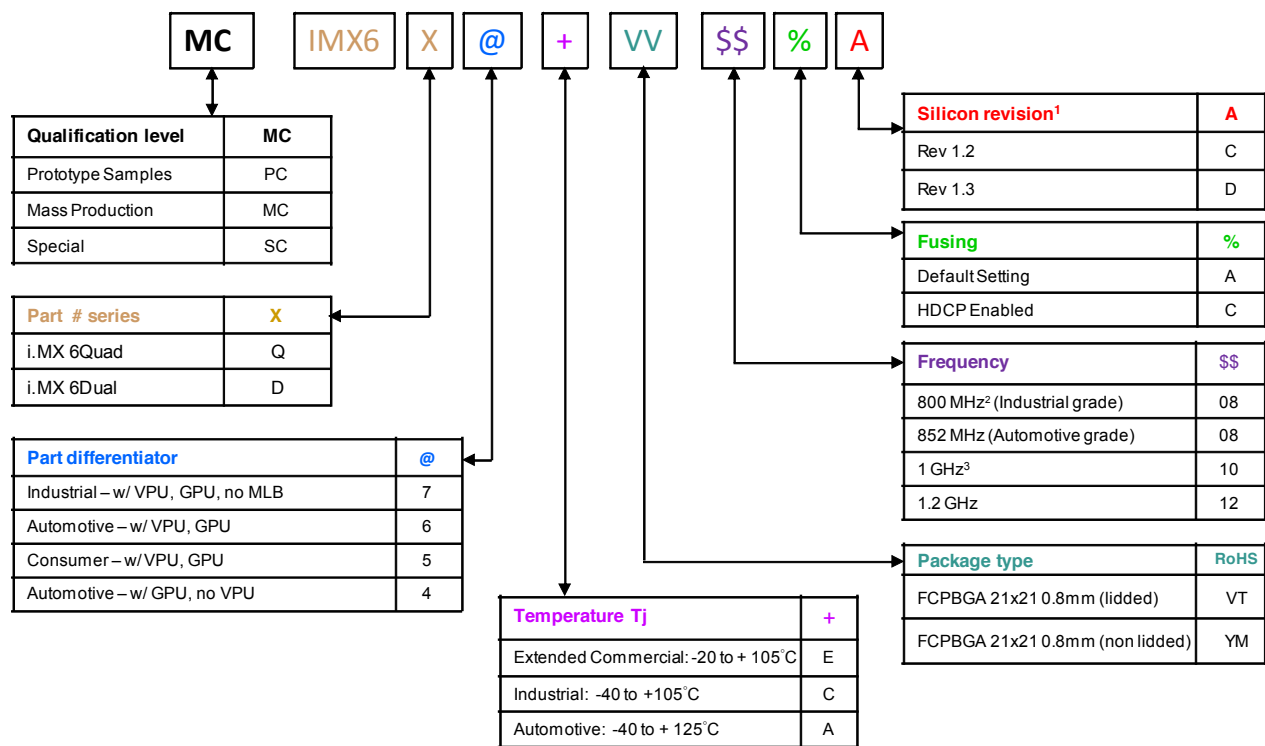 MC IMX6 X @ + VV $$ % A
Qualification level MC
Prototype Samples PC
Mass Production MC
Special SC
Part # series X
i.MX 6Quad Q
i.MX 6Dual D
Part differentiator @
Industrial – w/ VPU, GPU, no MLB 7
Automotive – w/ VPU, GPU 6
Consumer – w/ VPU, GPU 5
Automotive – w/ GPU, no VPU 4
Temperature Tj +
Extended Commercial: -20 to + 105°C E
Industrial: -40 to +105°C C
Automotive: -40 to + 125°C A
Silicon revision¹ A
Rev 1.2 C
Rev 1.3 D
Fusing %
Default Setting A
HDCP Enabled C
Frequency $$
800 MHz² (Industrial grade) 08
852 MHz (Automotive grade) 08
1 GHz³ 10
1.2 GHz 12
Package type RoHS
FCPBGA 21x21 0.8mm (lidded) VT
FCPBGA 21x21 0.8mm (non lidded) YM